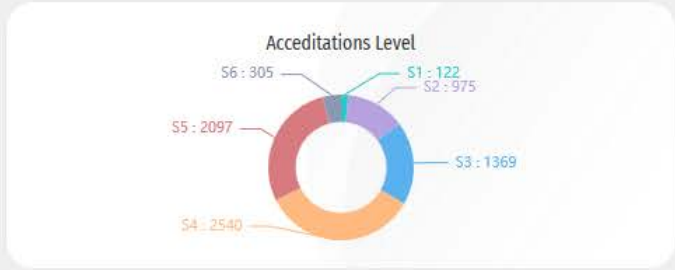 Acceditations Level
S6 : 305
S1 : 122
S2 : 975
S5 : 2097
S3 : 1369
S4 : 2540